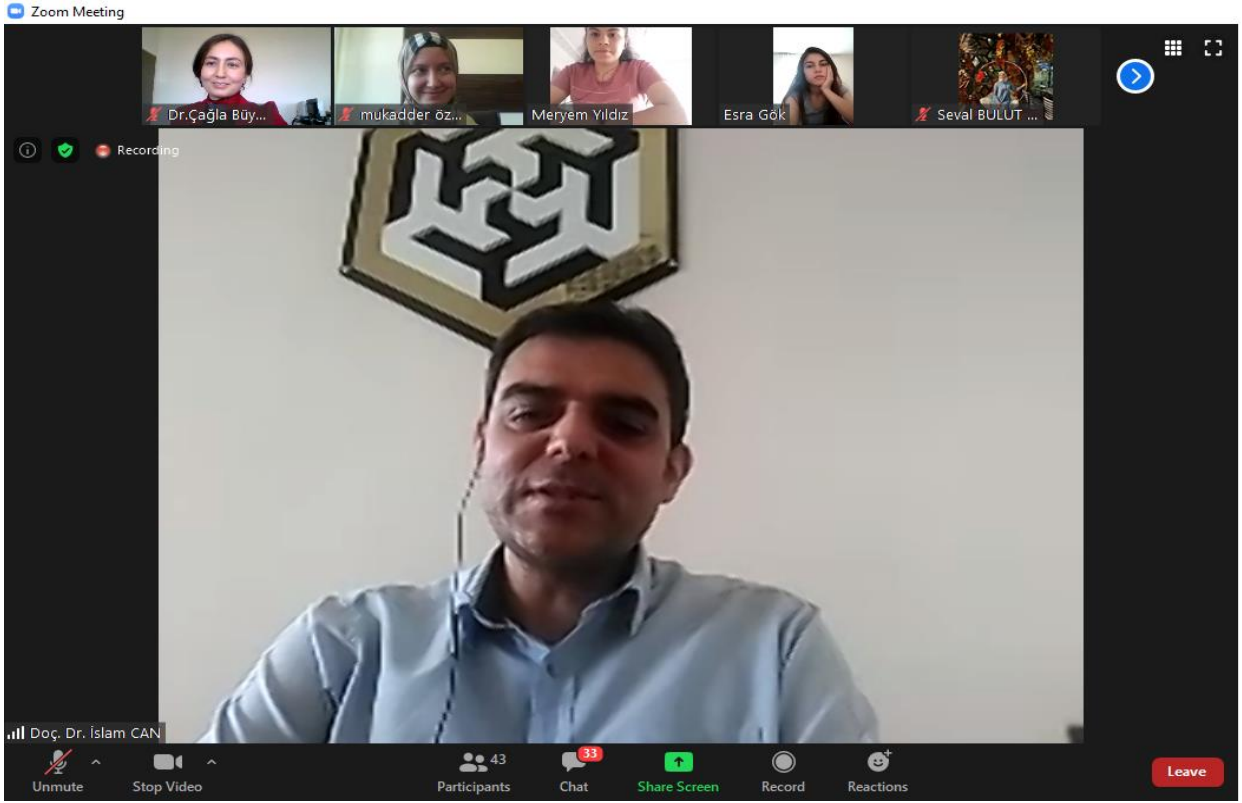 Zoom Meeting
Dr.Çağla Büy...
mukadder öz...
Meryem Yıldız
Esra Gök
Seval BULUT ...
Recording
Doç. Dr. İslam CAN
43
33
Unmute
Stop Video
Participants
Chat
Share Screen
Record
Reactions
Leave